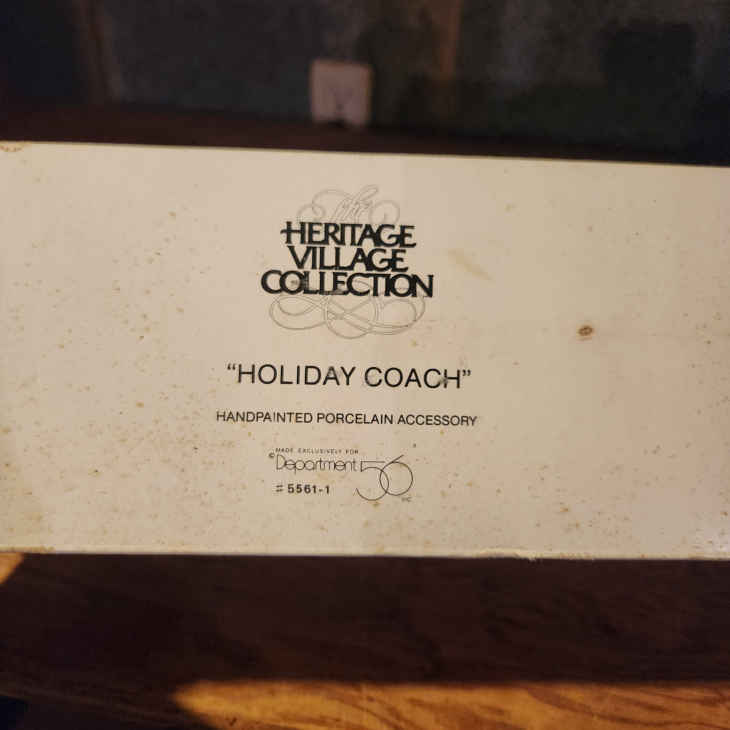 The
HERITAGE
VILLAGE
COLLECTION
“HOLIDAY COACH”
HANDPAINTED PORCELAIN ACCESSORY
MADE EXCLUSIVELY FOR
© Department 56 INC
#5561-1